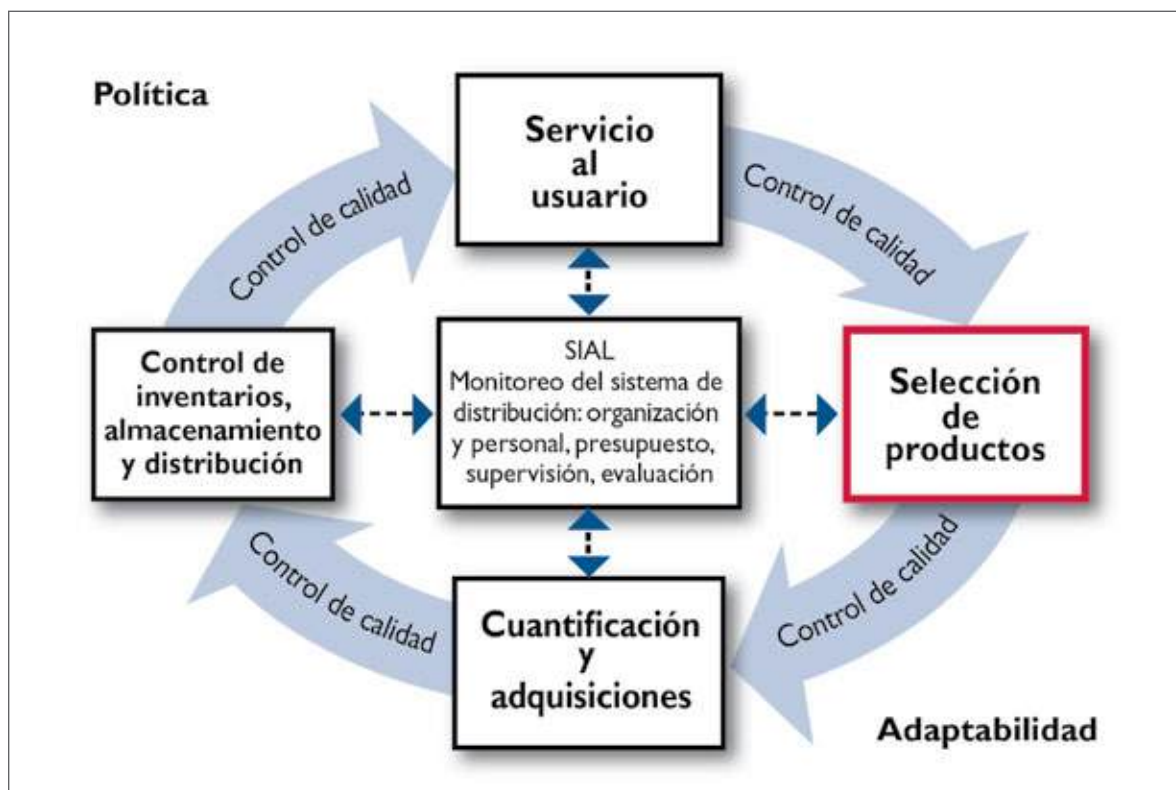 Política
Servicio
al
usuario
Control de calidad
Control de calidad
Control de
inventarios,
almacenamiento
y distribución
SIAL
Monitoreo del sistema de
distribución: organización
y personal, presupuesto,
supervisión, evaluación
Selección
de
productos
Control de calidad
Control de calidad
Cuantificación
y
adquisiciones
Adaptabilidad